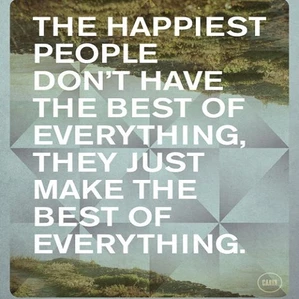 THE HAPPIEST
PEOPLE
DON'T HAVE
THE BEST OF
EVERYTHING,
THEY JUST
MAKE THE
BEST OF
EVERYTHING.